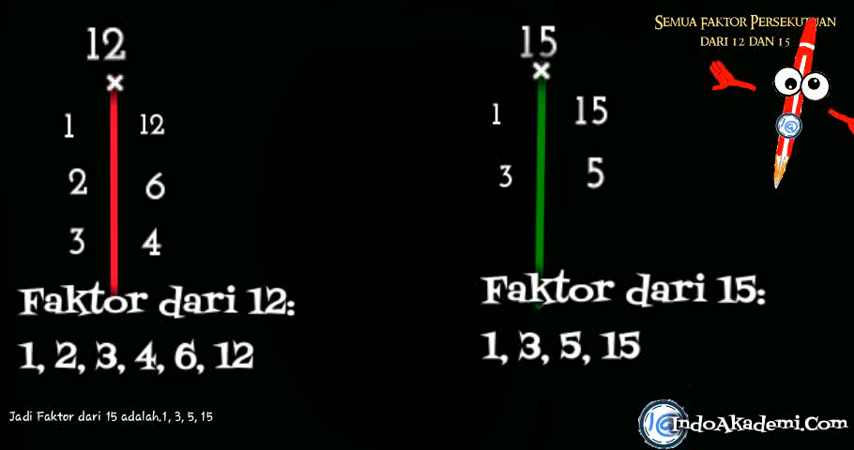 Semua faktor Persekutuan
dari 12 dan 15
12
×
1 12
2 6
3 4
Faktor dari 12:
1, 2, 3, 4, 6, 12
15
×
1 15
3 5
Faktor dari 15:
1, 3, 5, 15
Jadi Faktor dari 15 adalah,1, 3, 5, 15
IndoAkademi.Com